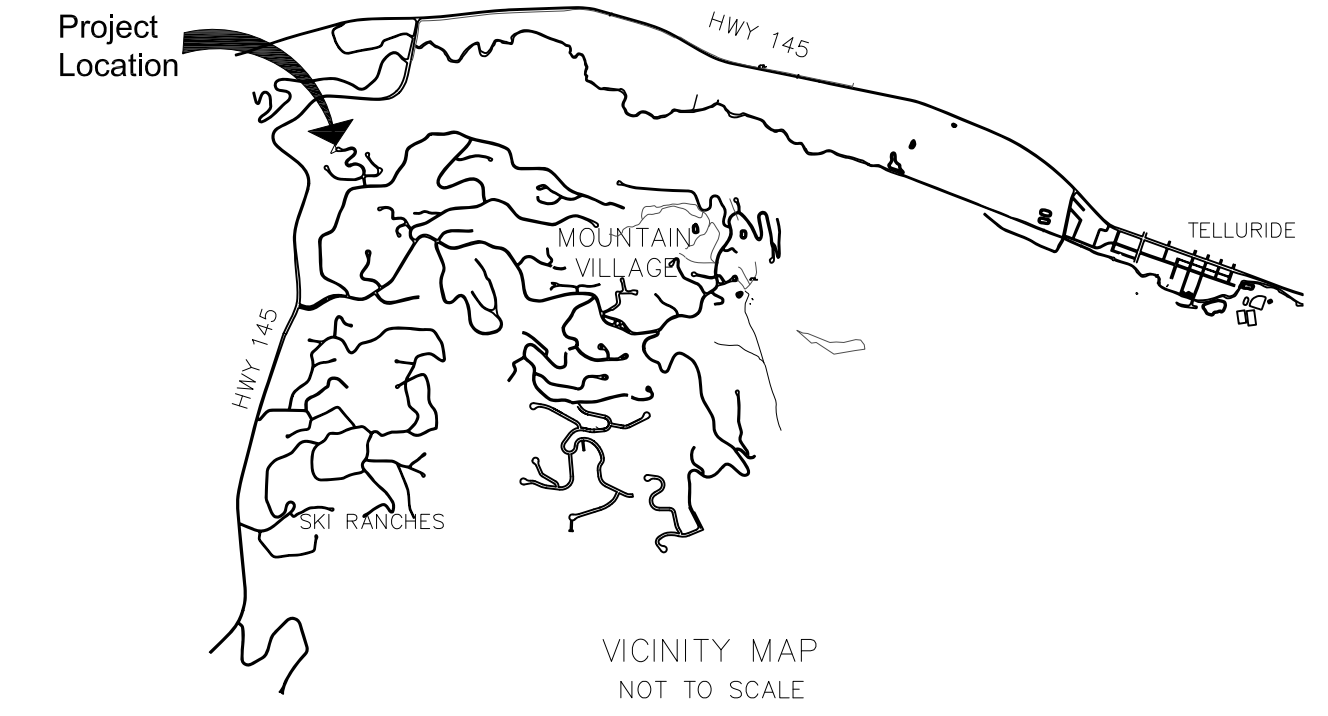 Project
Location
HWY 145
TELLURIDE
MOUNTAIN
VILLAGE
HWY 145
SKI RANCHES
VICINITY MAP
NOT TO SCALE